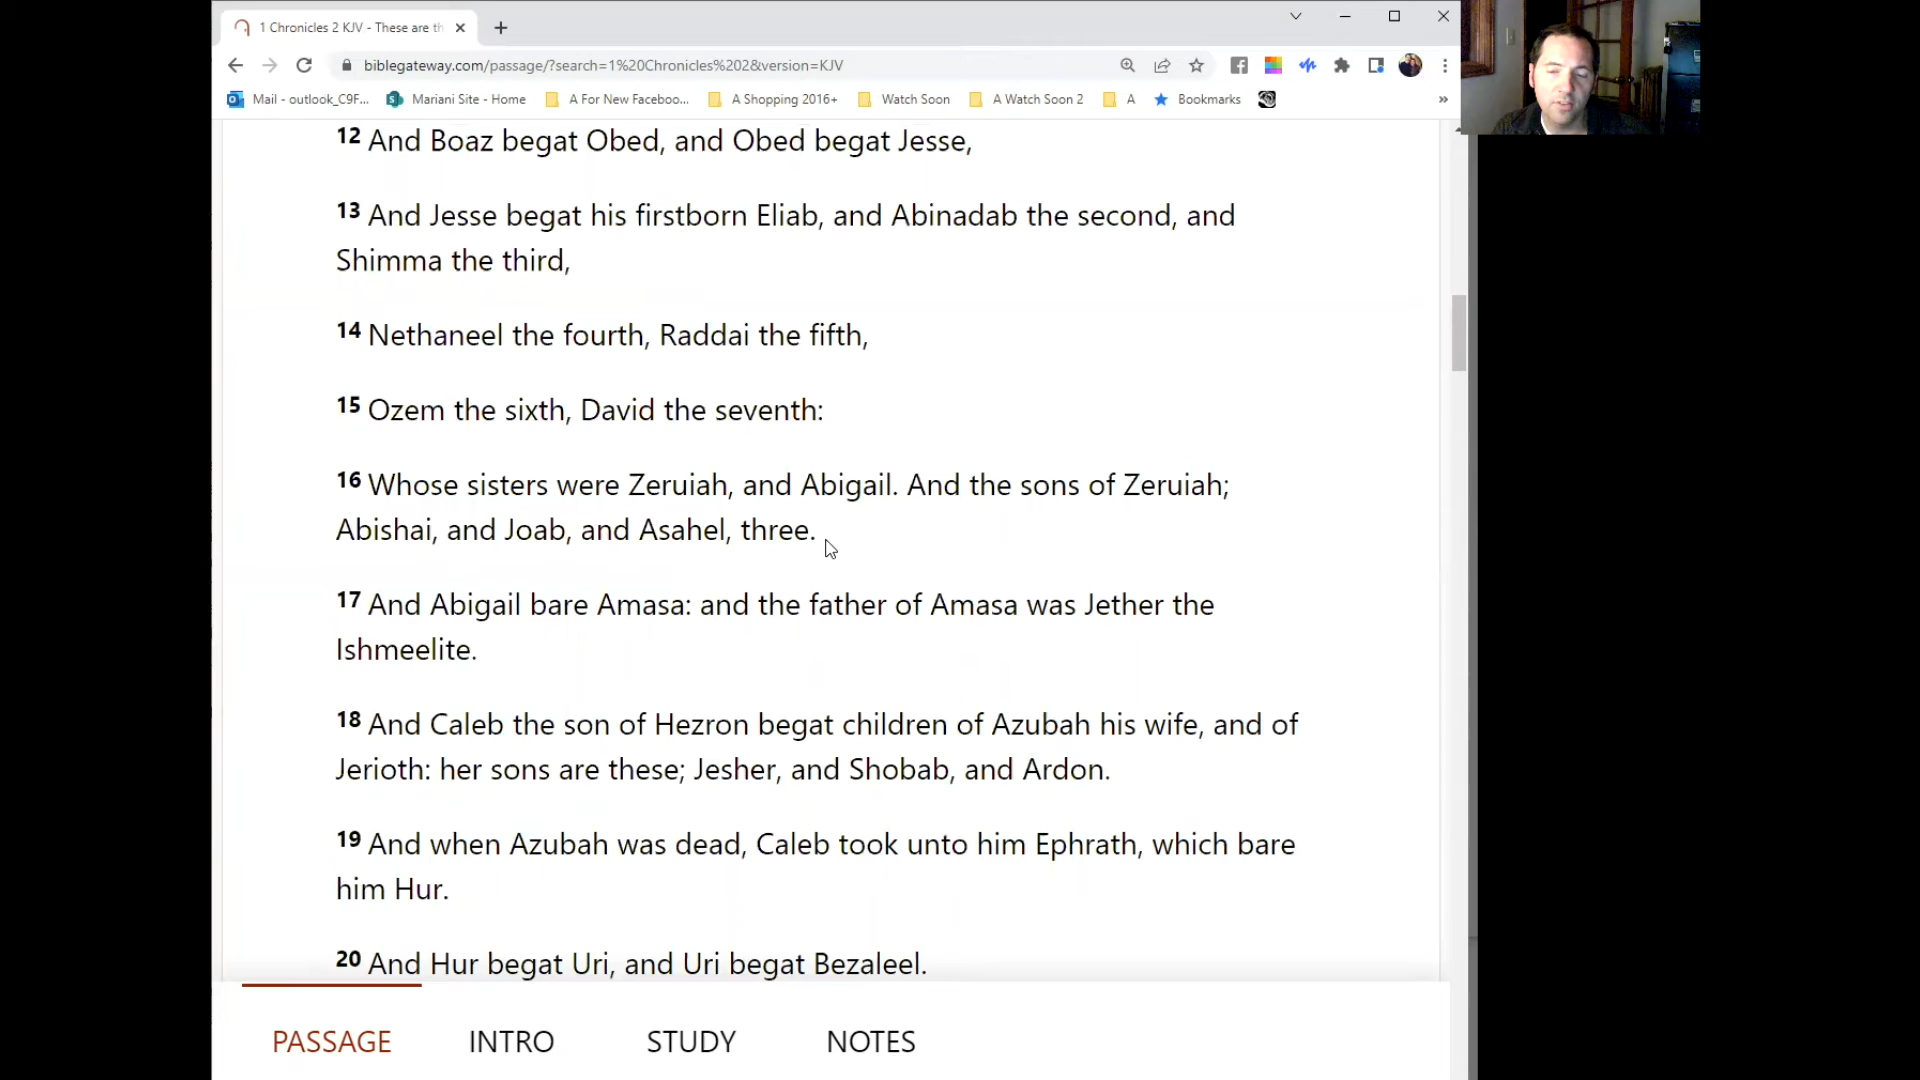 1 Chronicles 2 KJV - These are th
biblegateway.com/passage/?search=1%20Chronicles%202&version=KJV
Mail - outlook_C9F... Mariani Site - Home A For New Faceboo... A Shopping 2016+ Watch Soon A Watch Soon 2 A Bookmarks »
12 And Boaz begat Obed, and Obed begat Jesse,
13 And Jesse begat his firstborn Eliab, and Abinadab the second, and
Shimma the third,
14 Nethaneel the fourth, Raddai the fifth,
15 Ozem the sixth, David the seventh:
16 Whose sisters were Zeruiah, and Abigail. And the sons of Zeruiah;
Abishai, and Joab, and Asahel, three.
17 And Abigail bare Amasa: and the father of Amasa was Jether the
Ishmeelite.
18 And Caleb the son of Hezron begat children of Azubah his wife, and of
Jerioth: her sons are these; Jesher, and Shobab, and Ardon.
19 And when Azubah was dead, Caleb took unto him Ephrath, which bare
him Hur.
20 And Hur begat Uri, and Uri begat Bezaleel.
PASSAGE INTRO STUDY NOTES